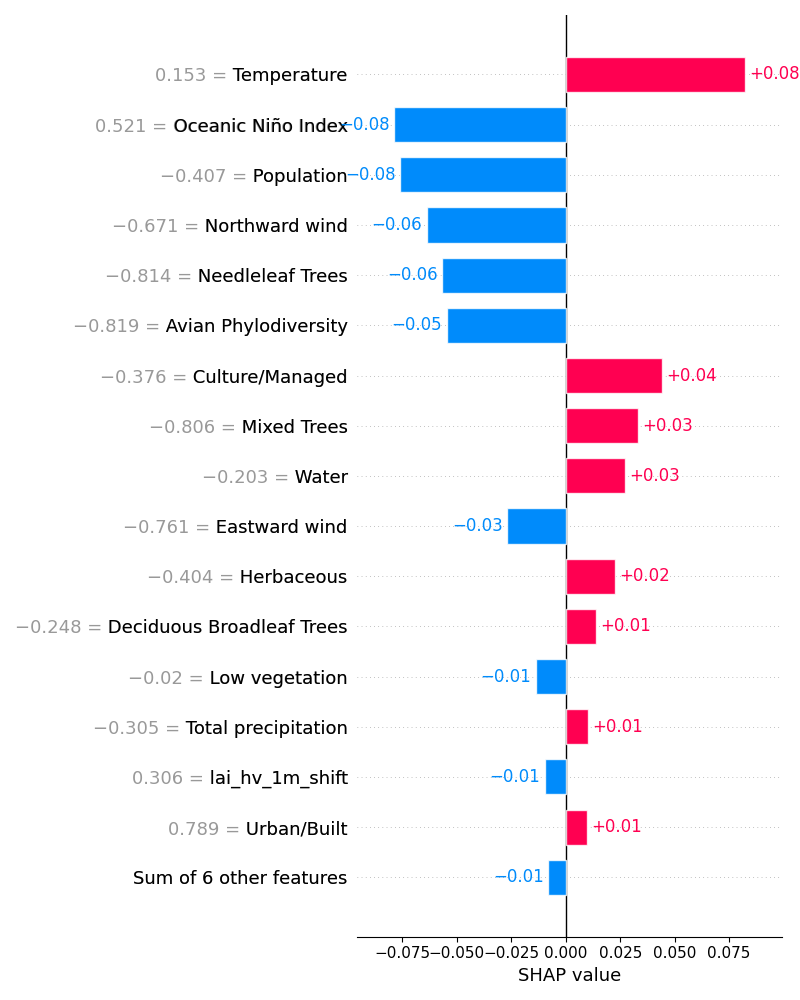 0.153 = Temperature +0.08
0.521 = Oceanic Niño Index −0.08
−0.407 = Population −0.08
−0.671 = Northward wind −0.06
−0.814 = Needleleaf Trees −0.06
−0.819 = Avian Phylodiversity −0.05
−0.376 = Culture/Managed +0.04
−0.806 = Mixed Trees +0.03
−0.203 = Water +0.03
−0.761 = Eastward wind −0.03
−0.404 = Herbaceous +0.02
−0.248 = Deciduous Broadleaf Trees +0.01
−0.02 = Low vegetation −0.01
−0.305 = Total precipitation +0.01
0.306 = lai_hv_1m_shift −0.01
0.789 = Urban/Built +0.01
Sum of 6 other features −0.01
−0.075 −0.050 −0.025 0.000 0.025 0.050 0.075
SHAP value